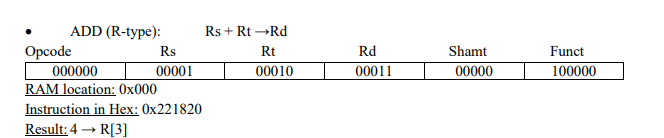 • ADD (R-type): Rs + Rt →Rd
Opcode Rs Rt Rd Shamt Funct
000000 00001 00010 00011 00000 100000
RAM location: 0x000
Instruction in Hex: 0x221820
Result: 4 → R[3]